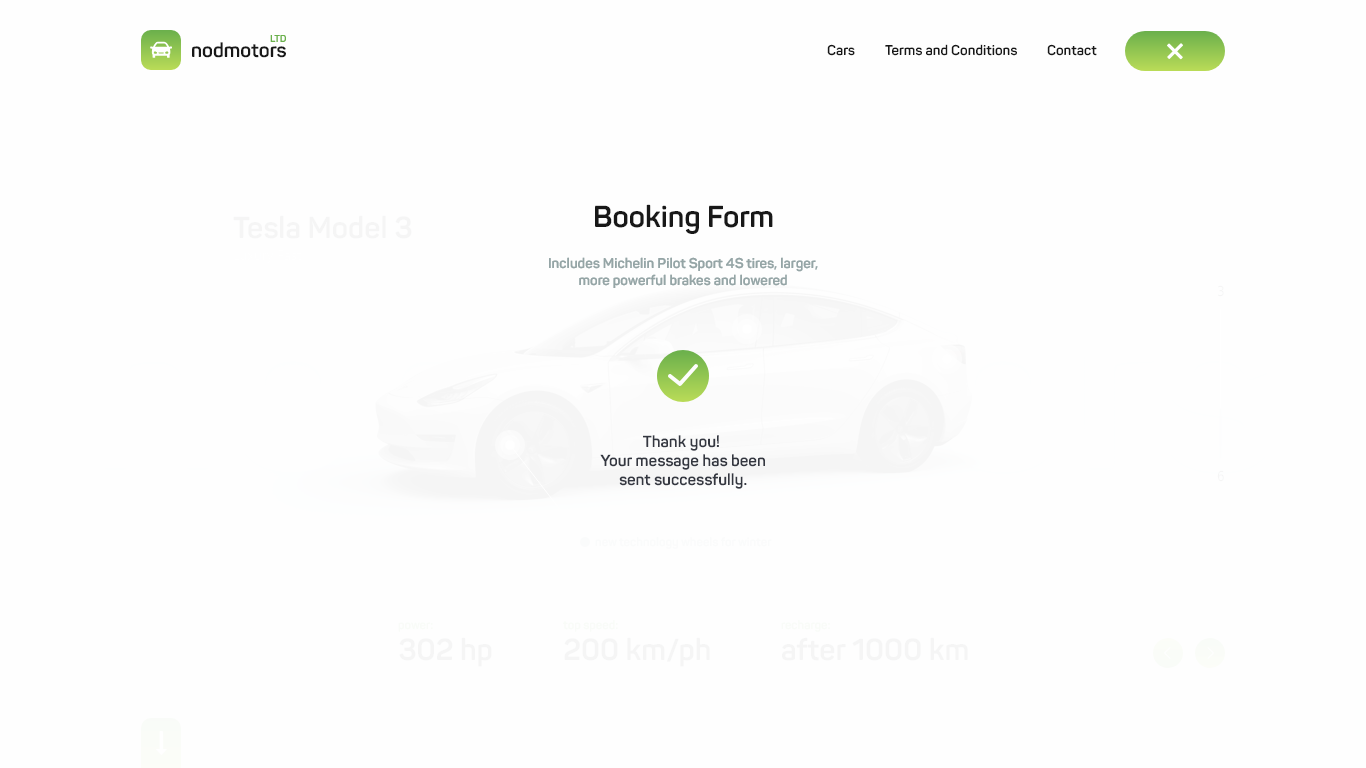 LTD
nodmotors
Cars
Terms and Conditions
Contact
Booking Form
Tesla Model 3
Includes Michelin Pilot Sport 4S tires, larger,
more powerful brakes and lowered
Thank you!
Your message has been
sent successfully.
302 hp
200 km/ph
after 1000 km